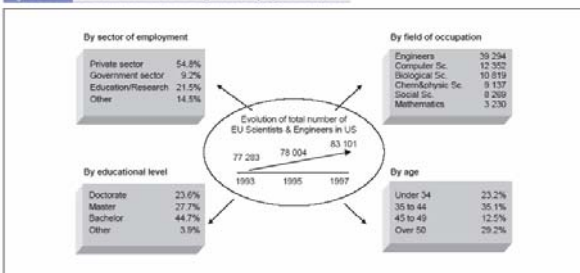 By sector of employment
Private sector 54.8%
Government sector 9.2%
Education/Research 21.5%
Other 14.5%
By field of occupation
Engineers 39 294
Computer Sc. 12 352
Biological Sc. 10 819
Chem&physic Sc. 9 137
Social Sc. 8 269
Mathematics 3 230
Evolution of total number of
EU Scientists & Engineers in US
77 283 78 004 83 101
1993 1995 1997
By educational level
Doctorate 23.6%
Master 27.7%
Bachelor 44.7%
Other 3.9%
By age
Under 34 23.2%
35 to 44 35.1%
45 to 49 12.5%
Over 50 29.2%